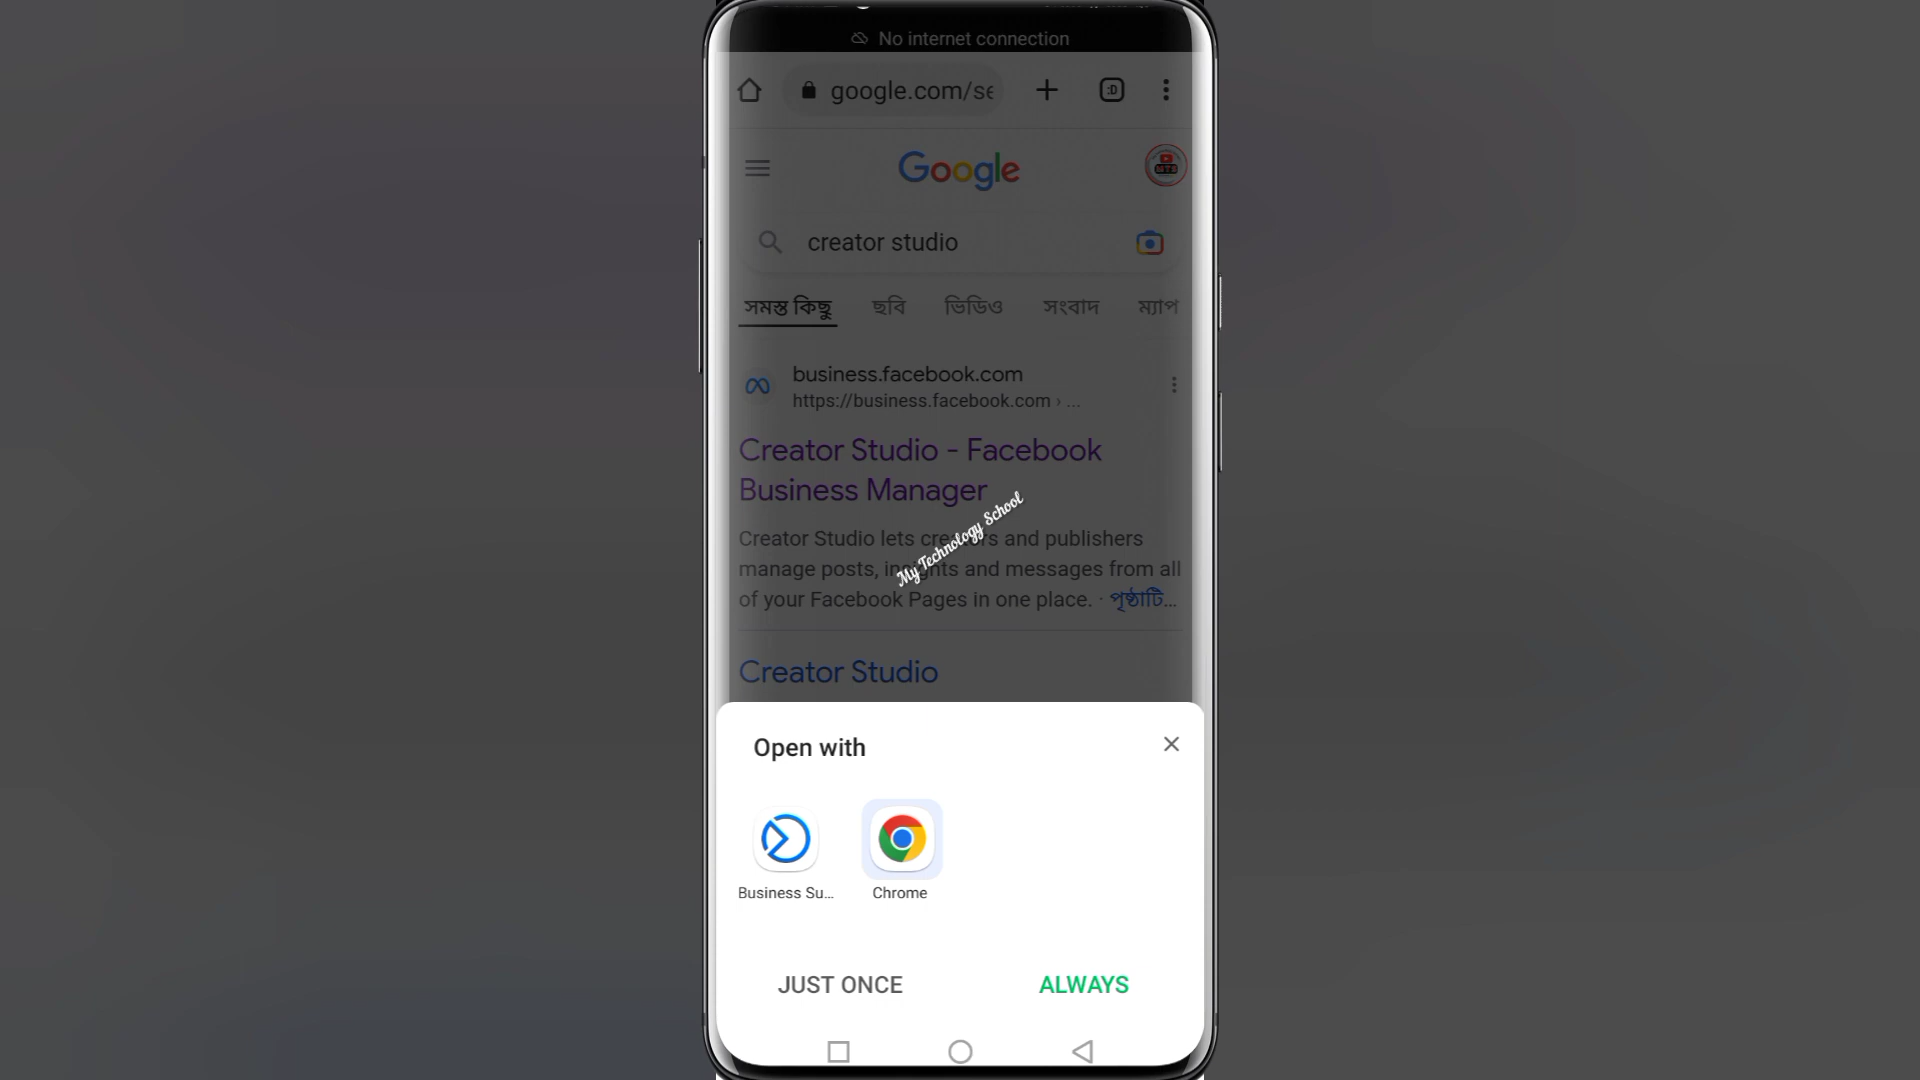 No internet connection
google.com/se
:D
Google
creator studio
সমস্ত কিছু ছবি ভিডিও সংবাদ ম্যাপ
business.facebook.com
https://business.facebook.com › ...
Creator Studio - Facebook
Business Manager
Creator Studio lets creators and publishers
manage posts, insights and messages from all
of your Facebook Pages in one place. · পৃষ্ঠাটি...
My Technology School
Creator Studio
Open with
Business Su...
Chrome
JUST ONCE
ALWAYS